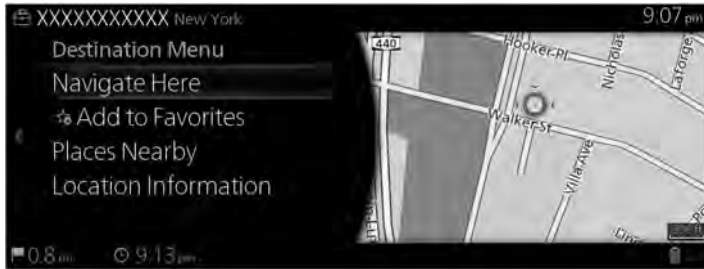 XXXXXXXXXXX New York 9:07 pm
Destination Menu
Navigate Here
Add to Favorites
Places Nearby
Location Information
0.8 mi 9:13 pm
440
Hooker Pl
Nicholas
Laforge
Walker St
Villa Ave